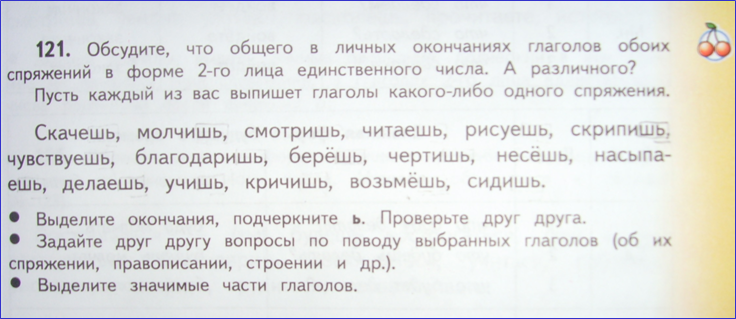 121. Обсудите, что общего в личных окончаниях глаголов обоих
спряжений в форме 2-го лица единственного числа. А различного?
Пусть каждый из вас выпишет глаголы какого-либо одного спряжения.
Скачешь, молчишь, смотришь, читаешь, рисуешь, скрипишь,
чувствуешь, благодаришь, берёшь, чертишь, несёшь, насыпа-
ешь, делаешь, учишь, кричишь, возьмёшь, сидишь.
● Выделите окончания, подчеркните ь. Проверьте друг друга.
● Задайте друг другу вопросы по поводу выбранных глаголов (об их
спряжении, правописании, строении и др.).
● Выделите значимые части глаголов.